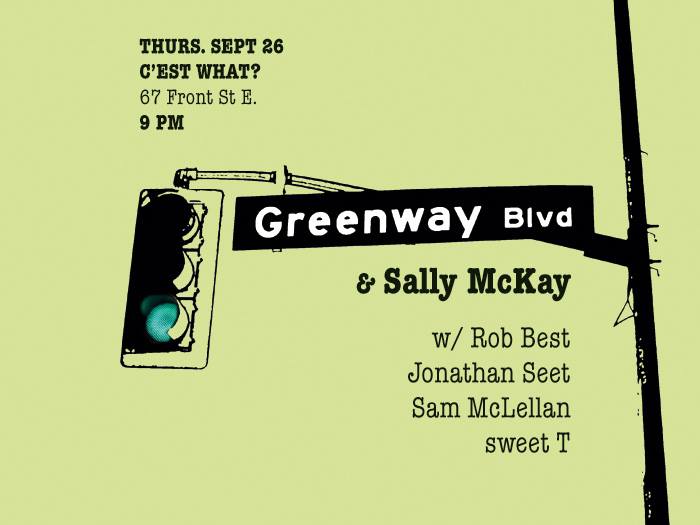 THURS. SEPT 26
C'EST WHAT?
67 Front St E.
9 PM
Greenway Blvd
& Sally McKay
w/ Rob Best
Jonathan Seet
Sam McLellan
sweet T